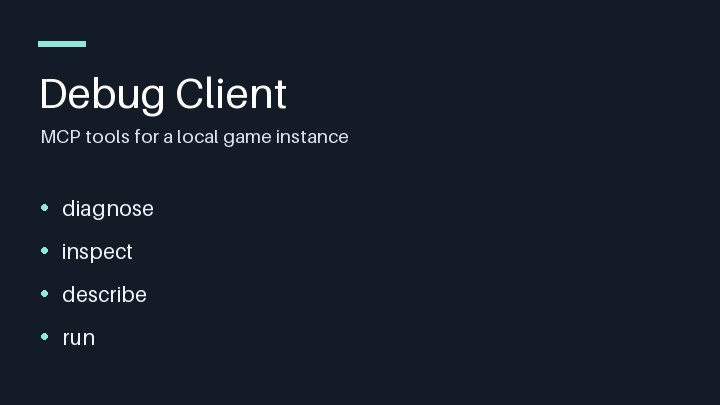 Debug Client
MCP tools for a local game instance
• diagnose
• inspect
• describe
• run